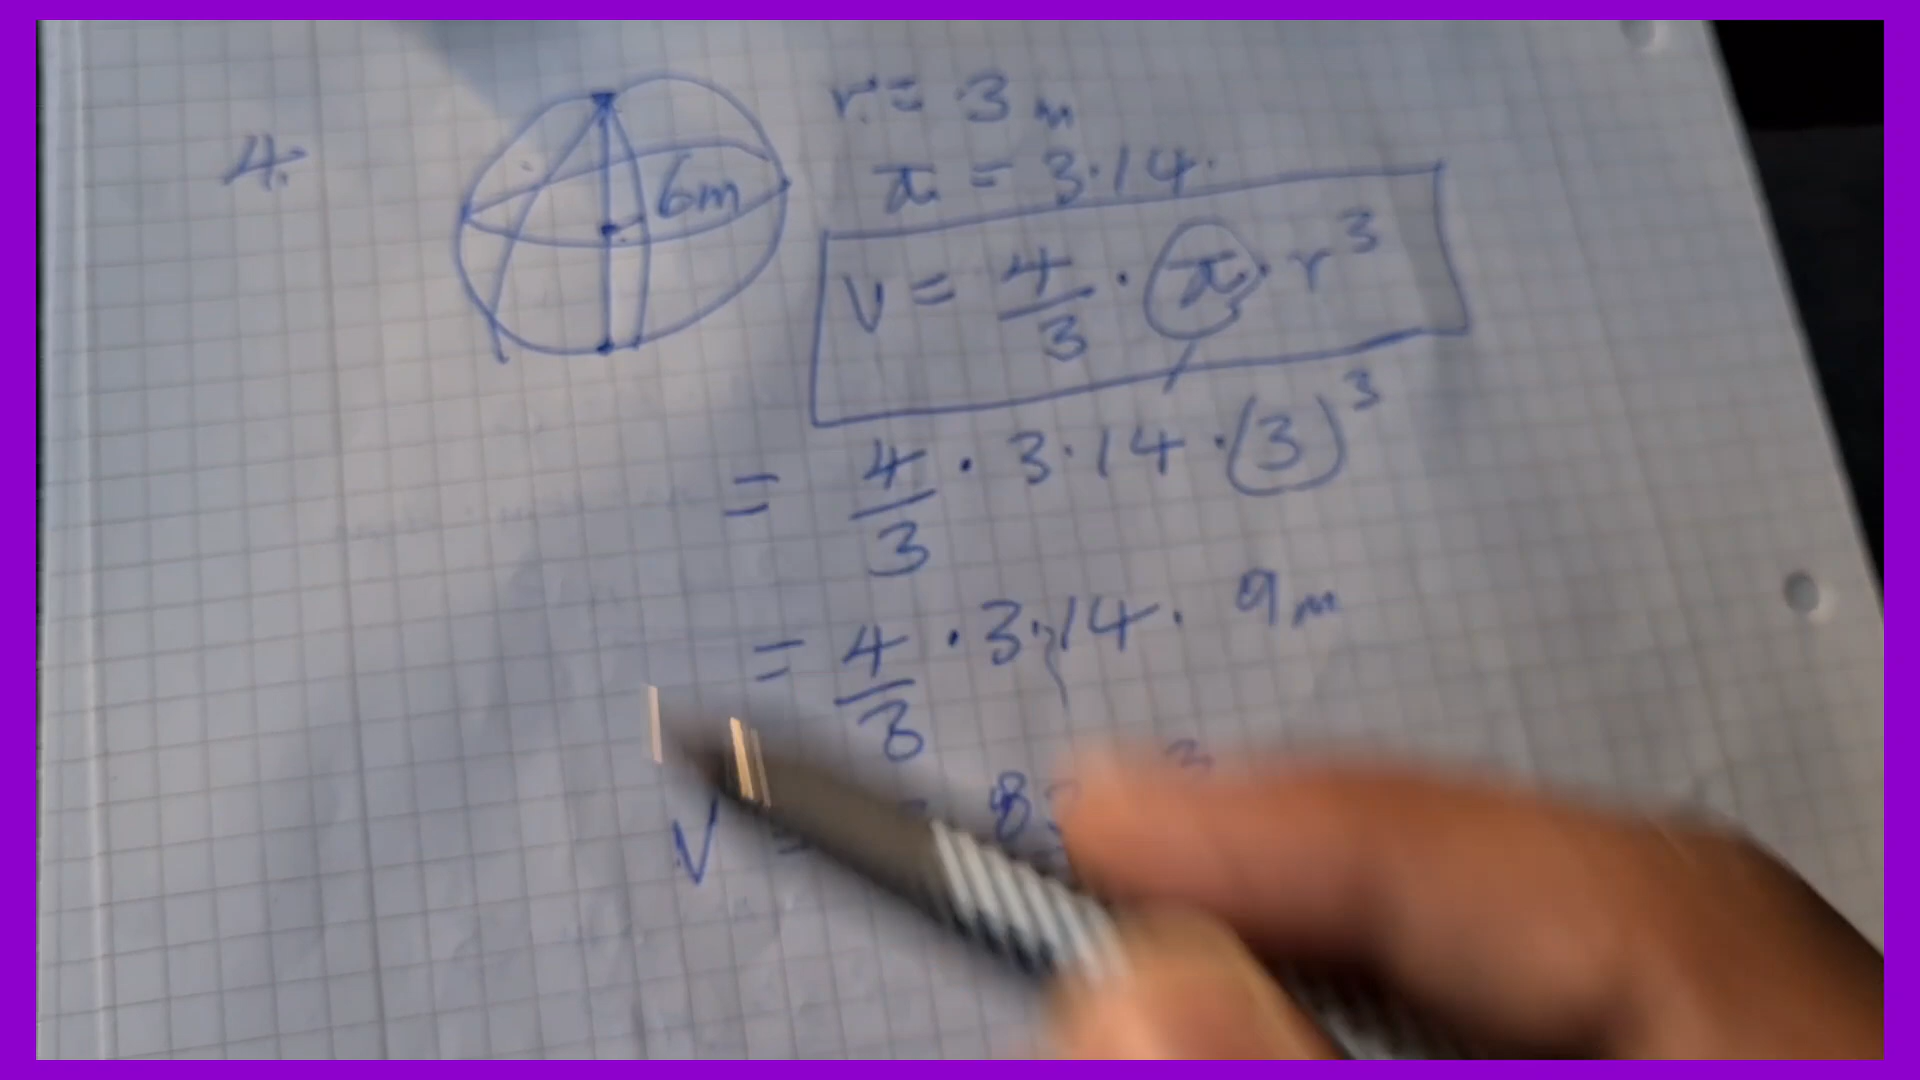 4.
6m
r = 3 m
π = 3.14.
V = 4/3 · π · r³
= 4/3 · 3.14 · (3)³
= 4/3 · 3.14 · 9m
V =